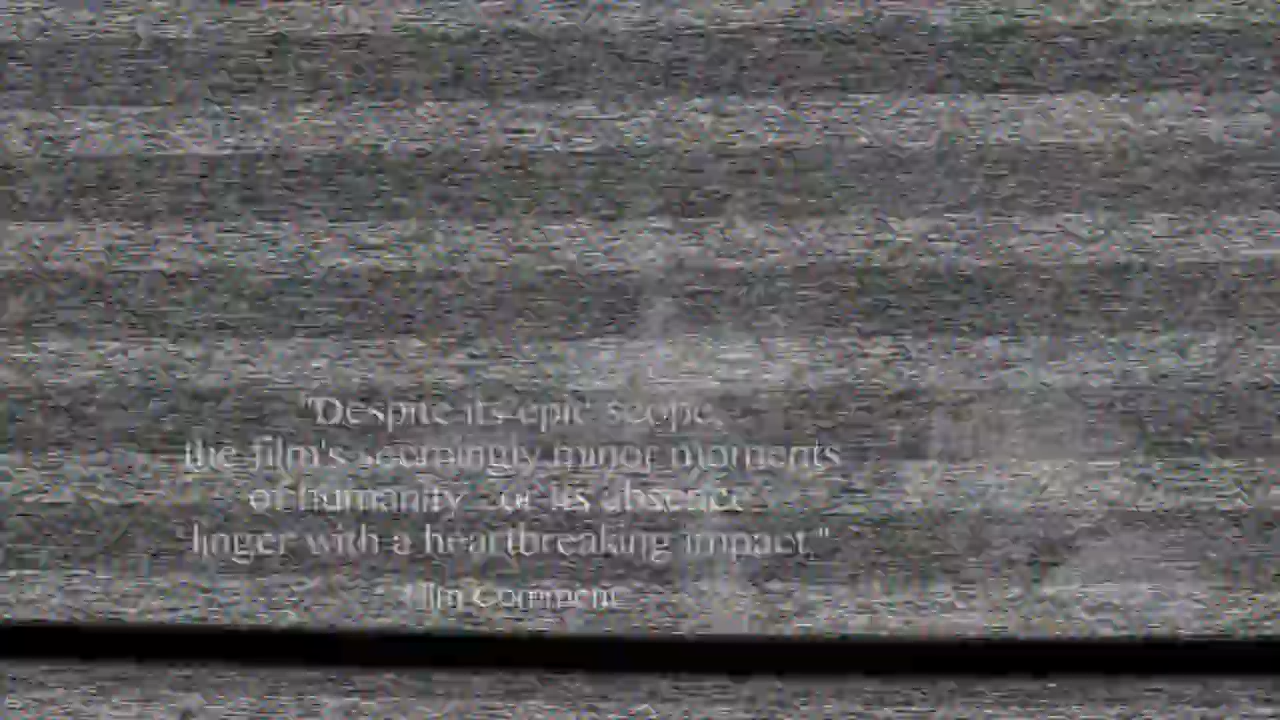 "Despite its epic scope,
the film's seemingly minor moments
of humanity - or its absence -
linger with a heartbreaking impact."
Film Comment